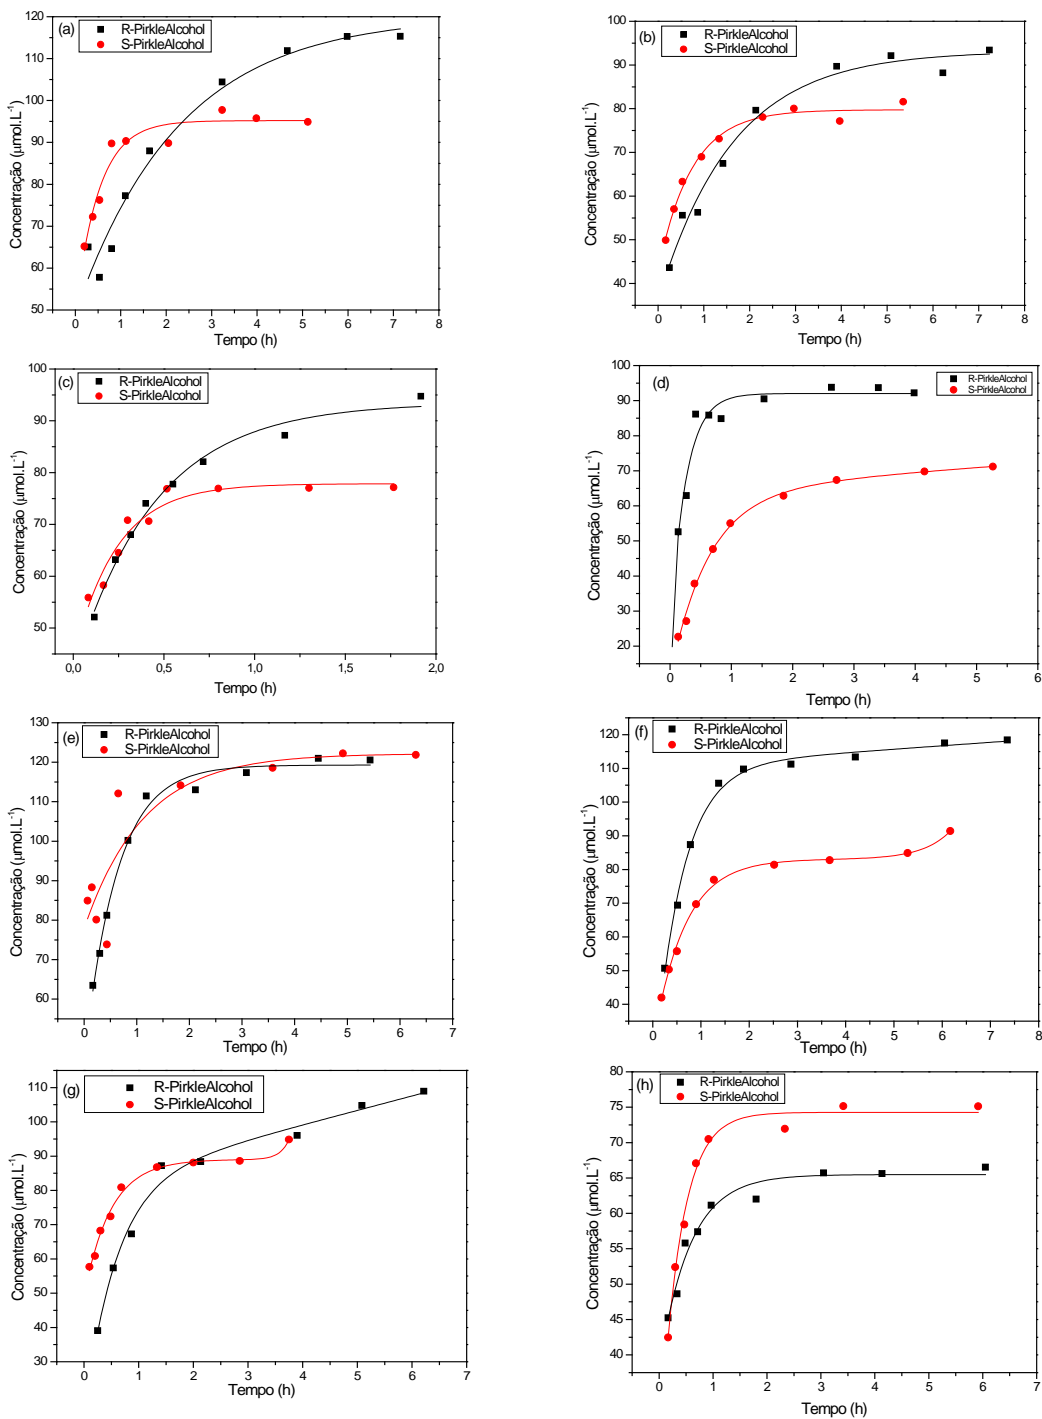 (a)
R-PirkleAlcohol
S-PirkleAlcohol
120
110
100
90
80
70
60
50
Concentração (µmol.L⁻¹)
0 1 2 3 4 5 6 7 8
Tempo (h)
(b)
R-PirkleAlcohol
S-PirkleAlcohol
100
90
80
70
60
50
40
Concentração (µmol.L⁻¹)
0 1 2 3 4 5 6 7 8
Tempo (h)
(c)
R-PirkleAlcohol
S-PirkleAlcohol
100
90
80
70
60
50
Concentração (µmol.L⁻¹)
0,0 0,5 1,0 1,5 2,0
Tempo (h)
(d)
R-PirkleAlcohol
S-PirkleAlcohol
100
90
80
70
60
50
40
30
20
Concentração (µmol.L⁻¹)
0 1 2 3 4 5 6
Tempo (h)
(e)
R-PirkleAlcohol
S-PirkleAlcohol
130
120
110
100
90
80
70
60
Concentração (µmol.L⁻¹)
0 1 2 3 4 5 6 7
Tempo (h)
(f)
R-PirkleAlcohol
S-PirkleAlcohol
120
110
100
90
80
70
60
50
40
Concentração (µmol.L⁻¹)
0 1 2 3 4 5 6 7 8
Tempo (h)
(g)
R-PirkleAlcohol
S-PirkleAlcohol
110
100
90
80
70
60
50
40
30
Concentração (µmol.L⁻¹)
0 1 2 3 4 5 6 7
Tempo (h)
(h)
R-PirkleAlcohol
S-PirkleAlcohol
80
75
70
65
60
55
50
45
40
Concentração (µmol.L⁻¹)
0 1 2 3 4 5 6 7
Tempo (h)